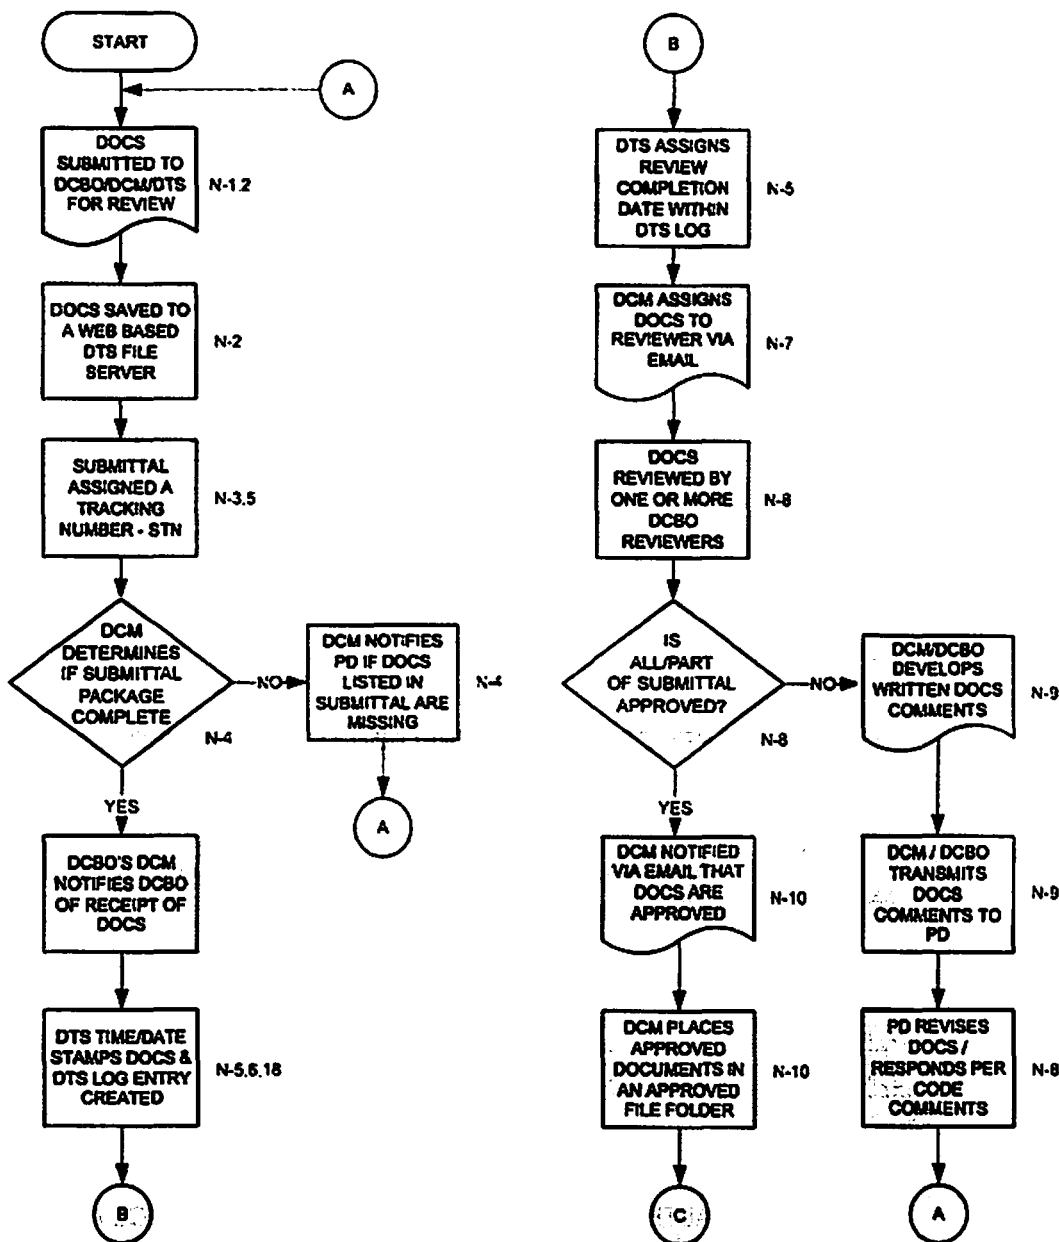 START
A
DOCS
SUBMITTED TO
DCBO/DCM/DTS
FOR REVIEW
N-1,2
DOCS SAVED TO
A WEB BASED
DTS FILE
SERVER
N-2
SUBMITTAL
ASSIGNED A
TRACKING
NUMBER - STN
N-3,5
DCM
DETERMINES
IF SUBMITTAL
PACKAGE
COMPLETE
N-4
NO
DCM NOTIFIES
PD IF DOCS
LISTED IN
SUBMITTAL ARE
MISSING
N-4
A
YES
DCBO'S DCM
NOTIFIES DCBO
OF RECEIPT OF
DOCS
DTS TIME/DATE
STAMPS DOCS &
DTS LOG ENTRY
CREATED
N-5,6,18
B
B
DTS ASSIGNS
REVIEW
COMPLETION
DATE WITHIN
DTS LOG
N-5
DCM ASSIGNS
DOCS TO
REVIEWER VIA
EMAIL
N-7
DOCS
REVIEWED BY
ONE OR MORE
DCBO
REVIEWERS
N-8
IS
ALL/PART
OF SUBMITTAL
APPROVED?
N-8
NO
DCM/DCBO
DEVELOPS
WRITTEN DOCS
COMMENTS
N-9
YES
DCM NOTIFIED
VIA EMAIL THAT
DOCS ARE
APPROVED
N-10
DCM / DCBO
TRANSMITS
DOCS
COMMENTS TO
PD
N-9
DCM PLACES
APPROVED
DOCUMENTS IN
AN APPROVED
FILE FOLDER
N-10
PD REVISES
DOCS /
RESPONDS PER
CODE
COMMENTS
N-8
C
A